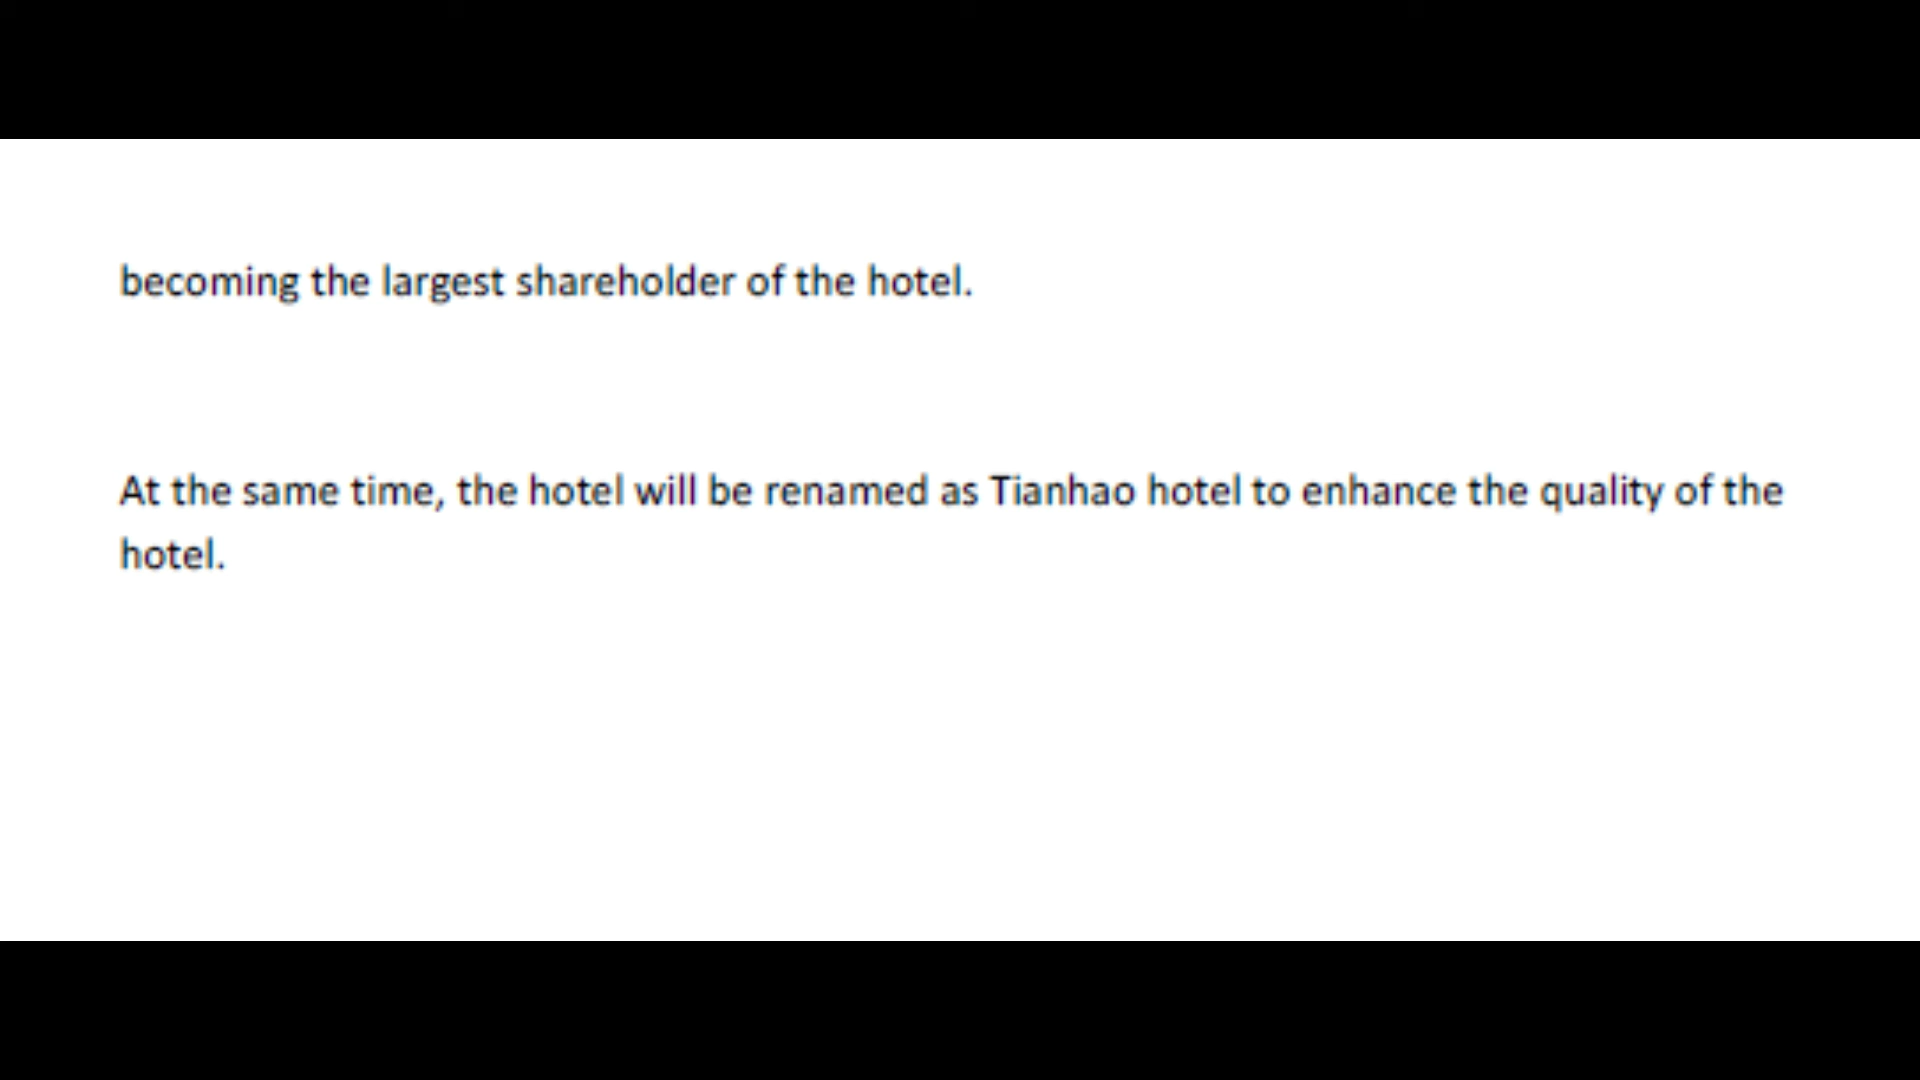 becoming the largest shareholder of the hotel.
At the same time, the hotel will be renamed as Tianhao hotel to enhance the quality of the
hotel.